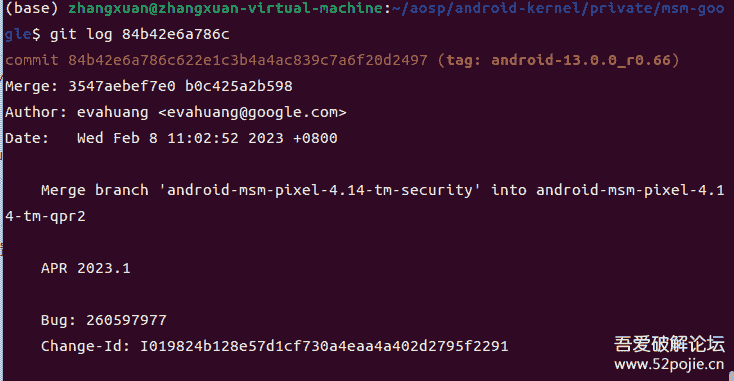 (base) zhangxuan@zhangxuan-virtual-machine:~/aosp/android-kernel/private/msm-goo
gle$ git log 84b42e6a786c
commit 84b42e6a786c622e1c3b4a4ac839c7a6f20d2497 (tag: android-13.0.0_r0.66)
Merge: 3547aebef7e0 b0c425a2b598
Author: evahuang <evahuang@google.com>
Date:   Wed Feb 8 11:02:52 2023 +0800
    Merge branch 'android-msm-pixel-4.14-tm-security' into android-msm-pixel-4.1
4-tm-qpr2
    APR 2023.1
    Bug: 260597977
    Change-Id: I019824b128e57d1cf730a4eaa4a402d2795f2291
吾爱破解论坛
www.52pojie.cn